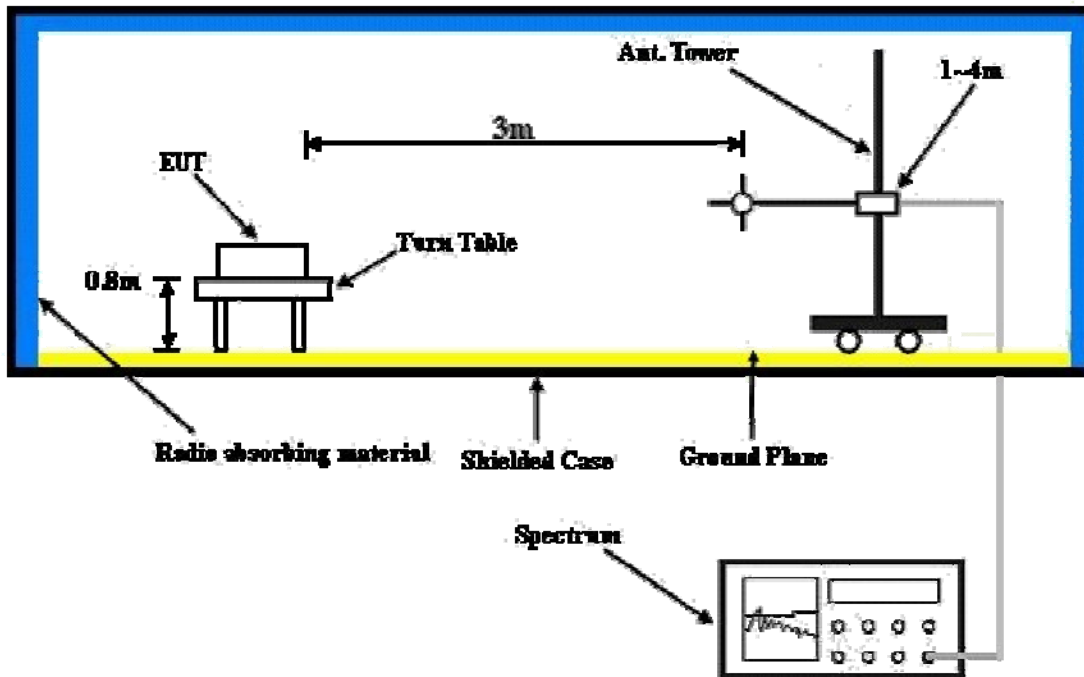 Ant. Tower
1~4m
3m
EUT
Turn Table
0.8m
Radio absorbing material
Shielded Case
Ground Plane
Spectrum